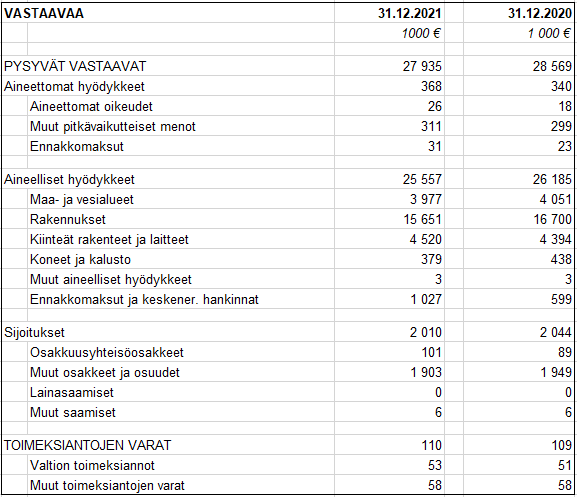 VASTAAVAA 31.12.2021 31.12.2020
1000 € 1 000 €
PYSYVÄT VASTAAVAT 27 935 28 569
Aineettomat hyödykkeet 368 340
Aineettomat oikeudet 26 18
Muut pitkävaikutteiset menot 311 299
Ennakkomaksut 31 23
Aineelliset hyödykkeet 25 557 26 185
Maa- ja vesialueet 3 977 4 051
Rakennukset 15 651 16 700
Kiinteät rakenteet ja laitteet 4 520 4 394
Koneet ja kalusto 379 438
Muut aineelliset hyödykkeet 3 3
Ennakkomaksut ja keskener. hankinnat 1 027 599
Sijoitukset 2 010 2 044
Osakkuusyhteisöosakkeet 101 89
Muut osakkeet ja osuudet 1 903 1 949
Lainasaamiset 0 0
Muut saamiset 6 6
TOIMEKSIANTOJEN VARAT 110 109
Valtion toimeksiannot 53 51
Muut toimeksiantojen varat 58 58